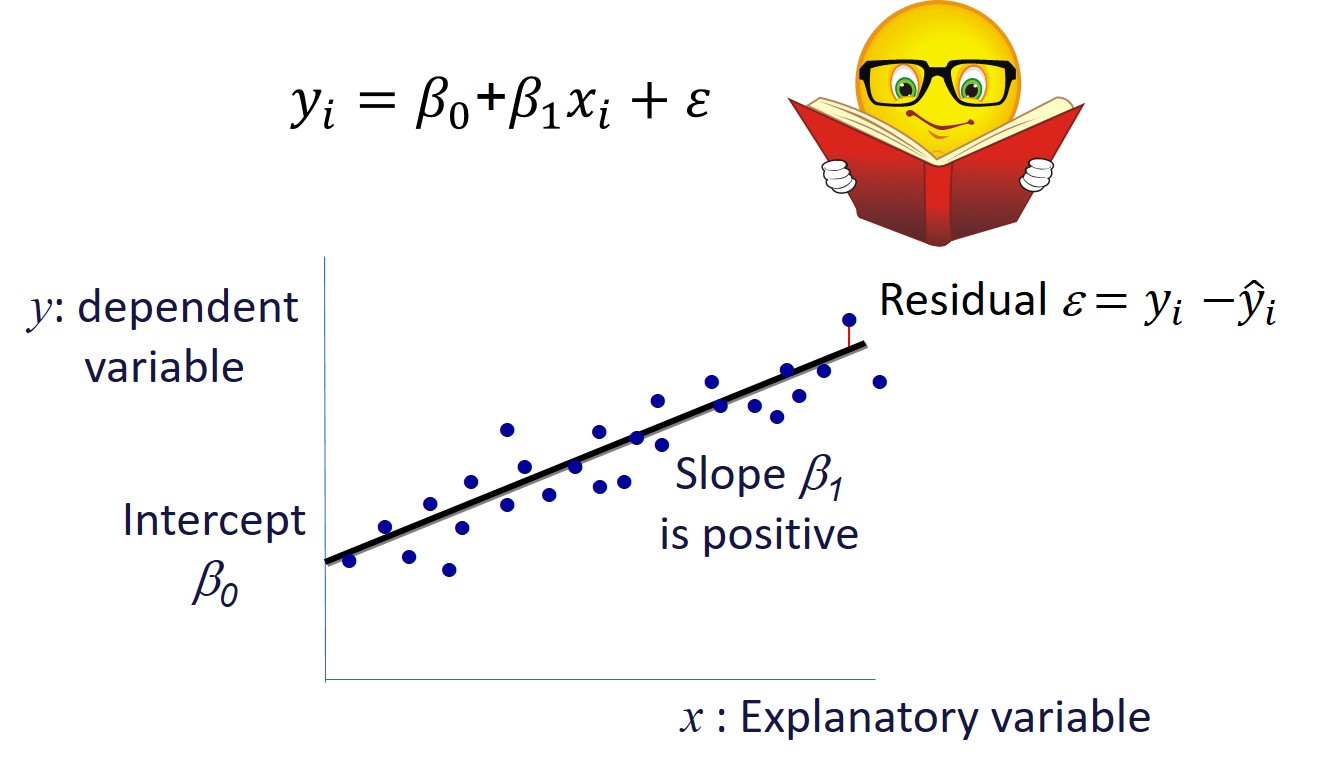 yᵢ = β₀+β₁xᵢ + ε
y: dependent
variable
Residual ε = yᵢ −ŷᵢ
Intercept
β₀
Slope β₁
is positive
x : Explanatory variable